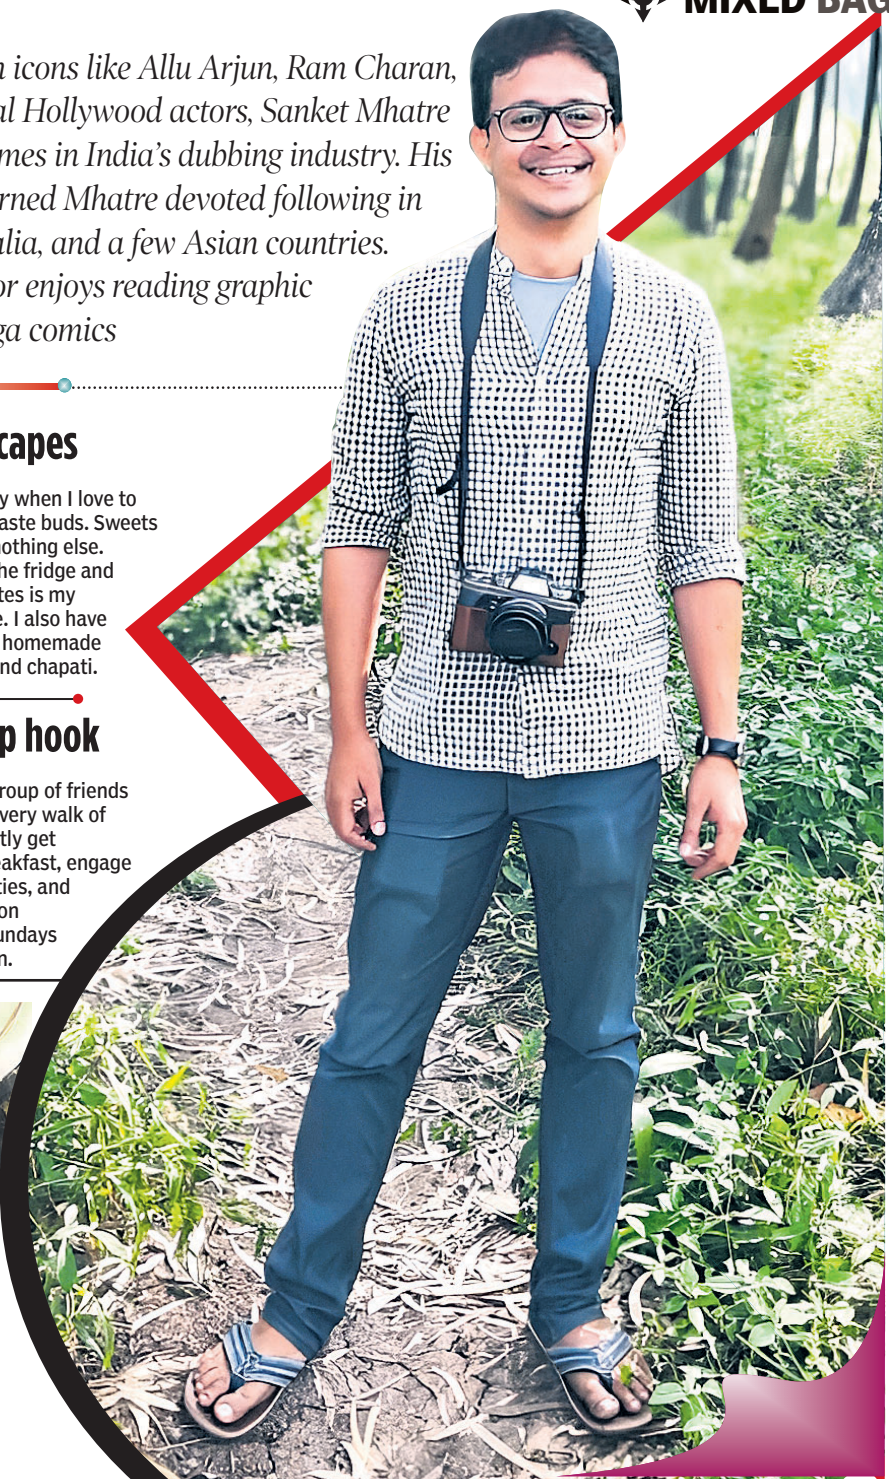 MIXED BAG
n icons like Allu Arjun, Ram Charan,
al Hollywood actors, Sanket Mhatre
mes in India's dubbing industry. His
rned Mhatre devoted following in
alia, and a few Asian countries.
or enjoys reading graphic
ga comics
capes
y when I love to
aste buds. Sweets
nothing else.
he fridge and
tes is my
e. I also have
homemade
nd chapati.
p hook
roup of friends
very walk of
tly get
eakfast, engage
ties, and
on
undays
n.